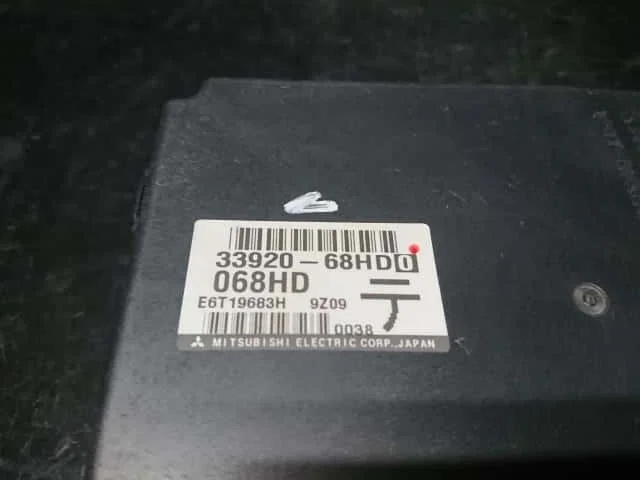 33920-68HD0
068HD
E6T19683H 9Z09
テ
0038
MITSUBISHI ELECTRIC CORP., JAPAN